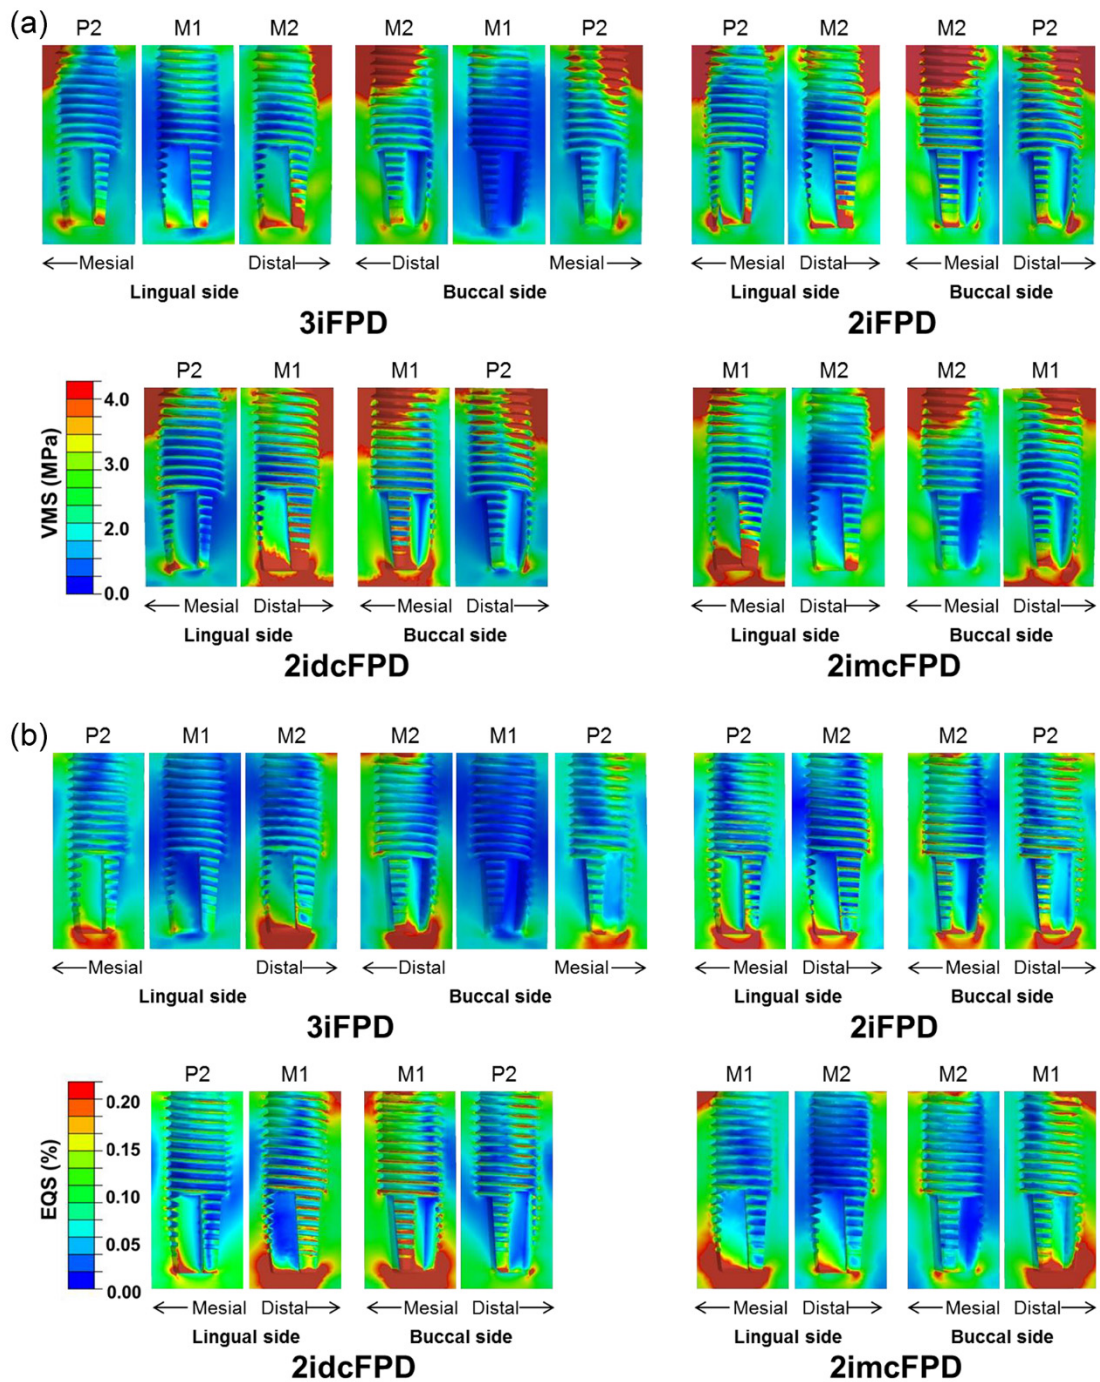 (a)
P2 M1 M2 M2 M1 P2 P2 M2 M2 P2
Mesial Distal Distal Mesial Mesial Distal Mesial Distal
Lingual side Buccal side Lingual side Buccal side
3iFPD 2iFPD
P2 M1 M1 P2 M1 M2 M2 M1
VMS (MPa)
4.0
3.0
2.0
0.0
Mesial Distal Mesial Distal Mesial Distal Mesial Distal
Lingual side Buccal side Lingual side Buccal side
2idcFPD 2imcFPD
(b)
P2 M1 M2 M2 M1 P2 P2 M2 M2 P2
Mesial Distal Distal Mesial Mesial Distal Mesial Distal
Lingual side Buccal side Lingual side Buccal side
3iFPD 2iFPD
P2 M1 M1 P2 M1 M2 M2 M1
EQS (%)
0.20
0.15
0.10
0.05
0.00
Mesial Distal Mesial Distal Mesial Distal Mesial Distal
Lingual side Buccal side Lingual side Buccal side
2idcFPD 2imcFPD